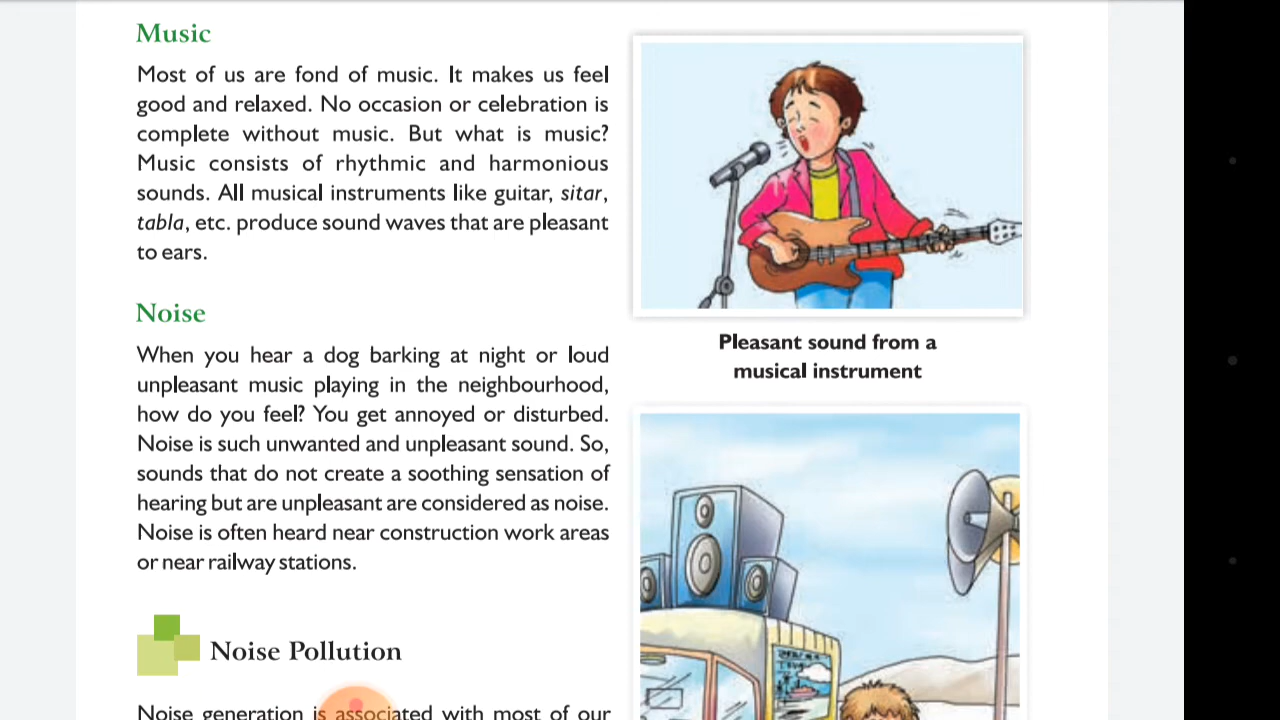 Music
Most of us are fond of music. It makes us feel
good and relaxed. No occasion or celebration is
complete without music. But what is music?
Music consists of rhythmic and harmonious
sounds. All musical instruments like guitar, sitar,
tabla, etc. produce sound waves that are pleasant
to ears.
Noise
When you hear a dog barking at night or loud
unpleasant music playing in the neighbourhood,
how do you feel? You get annoyed or disturbed.
Noise is such unwanted and unpleasant sound. So,
sounds that do not create a soothing sensation of
hearing but are unpleasant are considered as noise.
Noise is often heard near construction work areas
or near railway stations.
Noise Pollution
Noise generation is associated with most of our
Pleasant sound from a
musical instrument